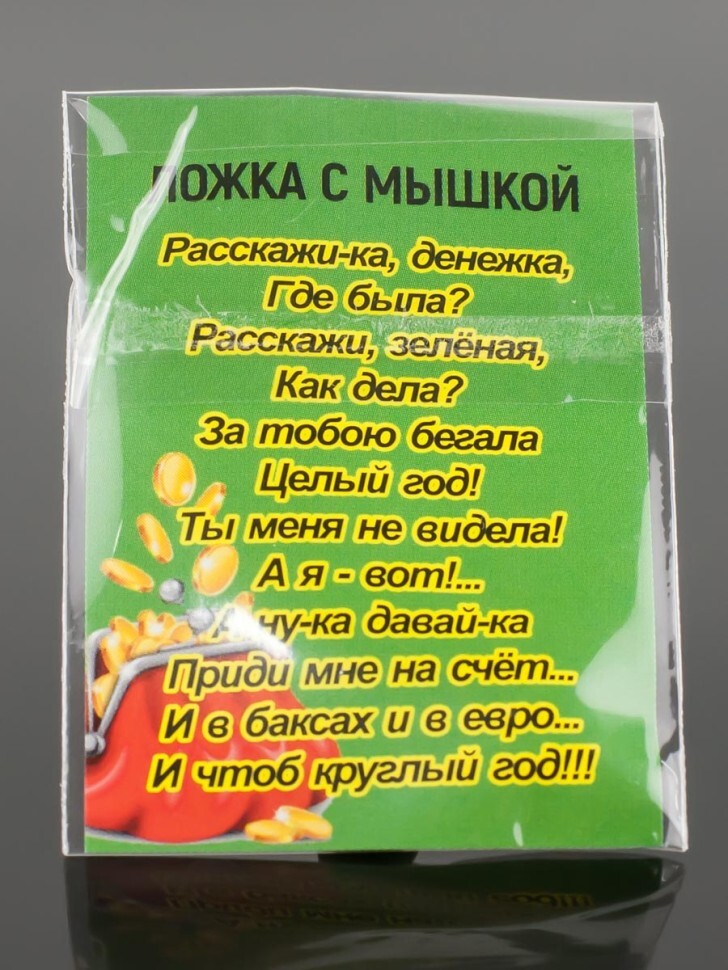 ЛОЖКА С МЫШКОЙ
Расскажи-ка, денежка,
Где была?
Расскажи, зелёная,
Как дела?
За тобою бегала
Целый год!
Ты меня не видела!
А я - вот!...
А ну-ка давай-ка
Приди мне на счёт...
И в баксах и в евро...
И чтоб круглый год!!!